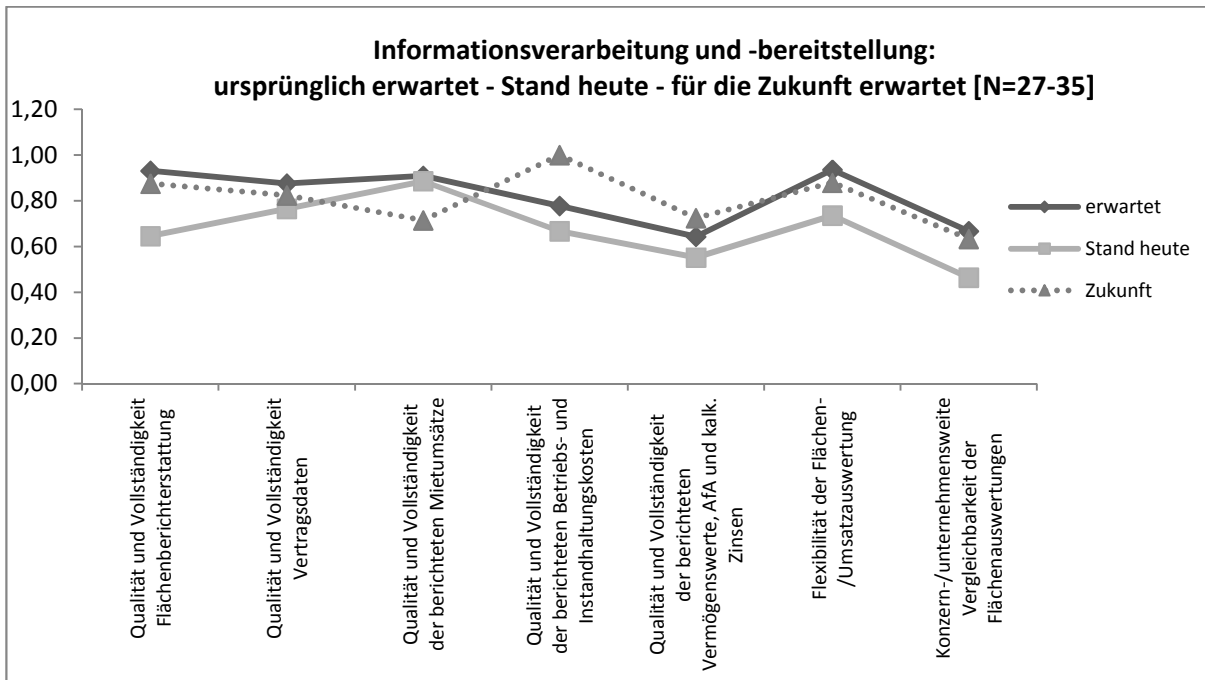 Informationsverarbeitung und -bereitstellung:
ursprünglich erwartet - Stand heute - für die Zukunft erwartet [N=27-35]
1,20
1,00
0,80
0,60
0,40
0,20
0,00
erwartet
Stand heute
Zukunft
Qualität und Vollständigkeit
Flächenberichterstattung
Qualität und Vollständigkeit
Vertragsdaten
Qualität und Vollständigkeit
der berichteten Mietumsätze
Qualität und Vollständigkeit
der berichteten Betriebs- und
Instandhaltungskosten
Qualität und Vollständigkeit
der berichteten
Vermögenswerte, AfA und kalk.
Zinsen
Flexibilität der Flächen-
/Umsatzauswertung
Konzern-/unternehmensweite
Vergleichbarkeit der
Flächenauswertungen